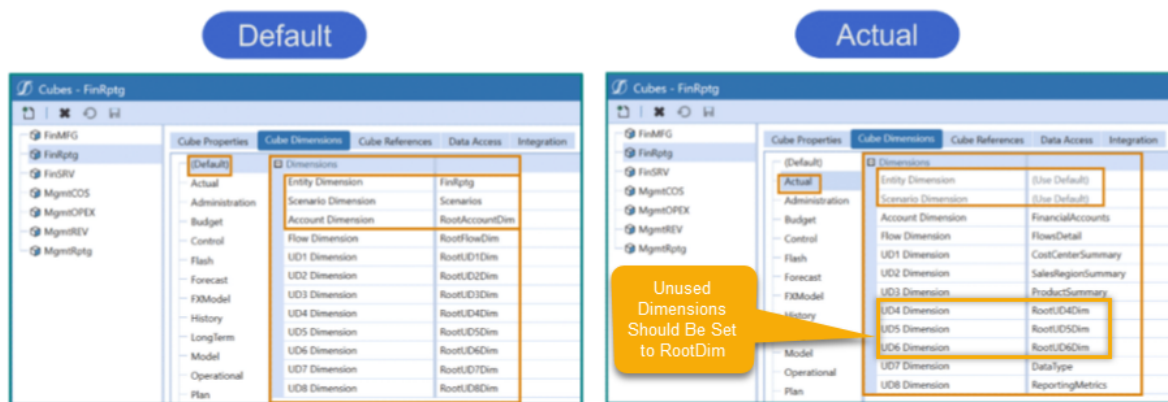 Default
Cubes - FinRptg
FinMFG
FinRptg
FinSRV
MgmtCOS
MgmtOPEX
MgmtREV
MgmtRptg
Cube Properties Cube Dimensions Cube References Data Access Integration
(Default)
Actual
Administration
Budget
Control
Flash
Forecast
FXModel
History
LongTerm
Model
Operational
Plan
Dimensions
Entity Dimension FinRptg
Scenario Dimension Scenarios
Account Dimension RootAccountDim
Flow Dimension RootFlowDim
UD1 Dimension RootUD1Dim
UD2 Dimension RootUD2Dim
UD3 Dimension RootUD3Dim
UD4 Dimension RootUD4Dim
UD5 Dimension RootUD5Dim
UD6 Dimension RootUD6Dim
UD7 Dimension RootUD7Dim
UD8 Dimension RootUD8Dim
Actual
Cubes - FinRptg
FinMFG
FinRptg
FinSRV
MgmtCOS
MgmtOPEX
MgmtREV
MgmtRptg
Cube Properties Cube Dimensions Cube References Data Access Integration
(Default)
Actual
Administration
Budget
Control
Flash
Forecast
FXModel
History
Model
Operational
Plan
Dimensions
Entity Dimension (Use Default)
Scenario Dimension (Use Default)
Account Dimension FinancialAccounts
Flow Dimension FlowsDetail
UD1 Dimension CostCenterSummary
UD2 Dimension SalesRegionSummary
UD3 Dimension ProductSummary
UD4 Dimension RootUD4Dim
UD5 Dimension RootUD5Dim
UD6 Dimension RootUD6Dim
UD7 Dimension DataType
UD8 Dimension ReportingMetrics
Unused
Dimensions
Should Be Set
to RootDim